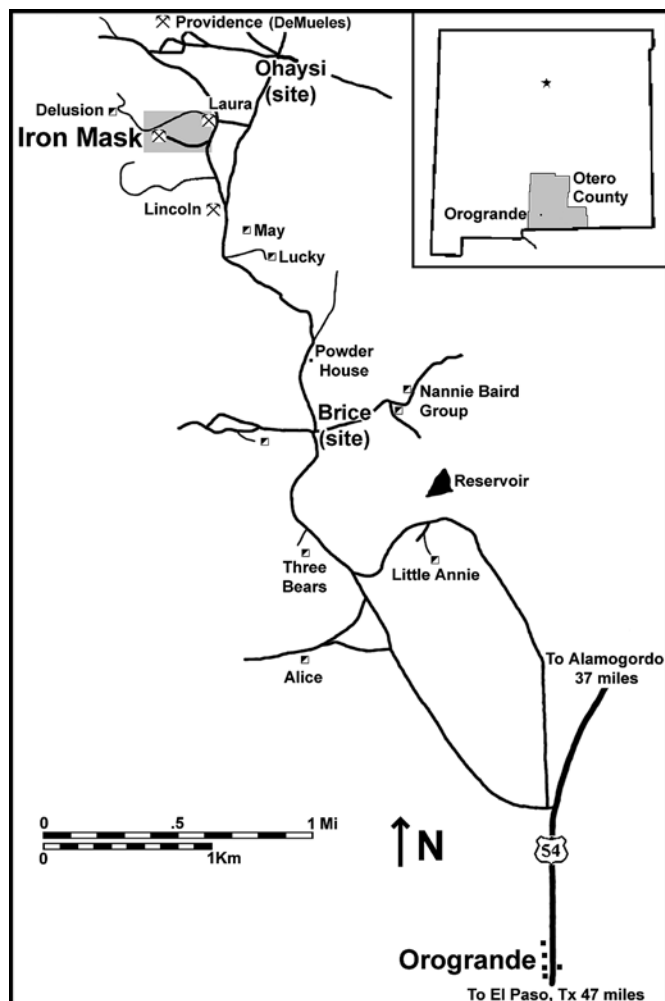 Providence (DeMueles)
Ohaysi
(site)
Delusion
Laura
Iron Mask
Lincoln
May
Lucky
Otero
County
Orogrande
Powder
House
Nannie Baird
Group
Brice
(site)
Reservoir
Three
Bears
Little Annie
Alice
To Alamogordo
37 miles
0 .5 1 Mi
0 1Km
N
54
Orogrande
To El Paso, Tx 47 miles